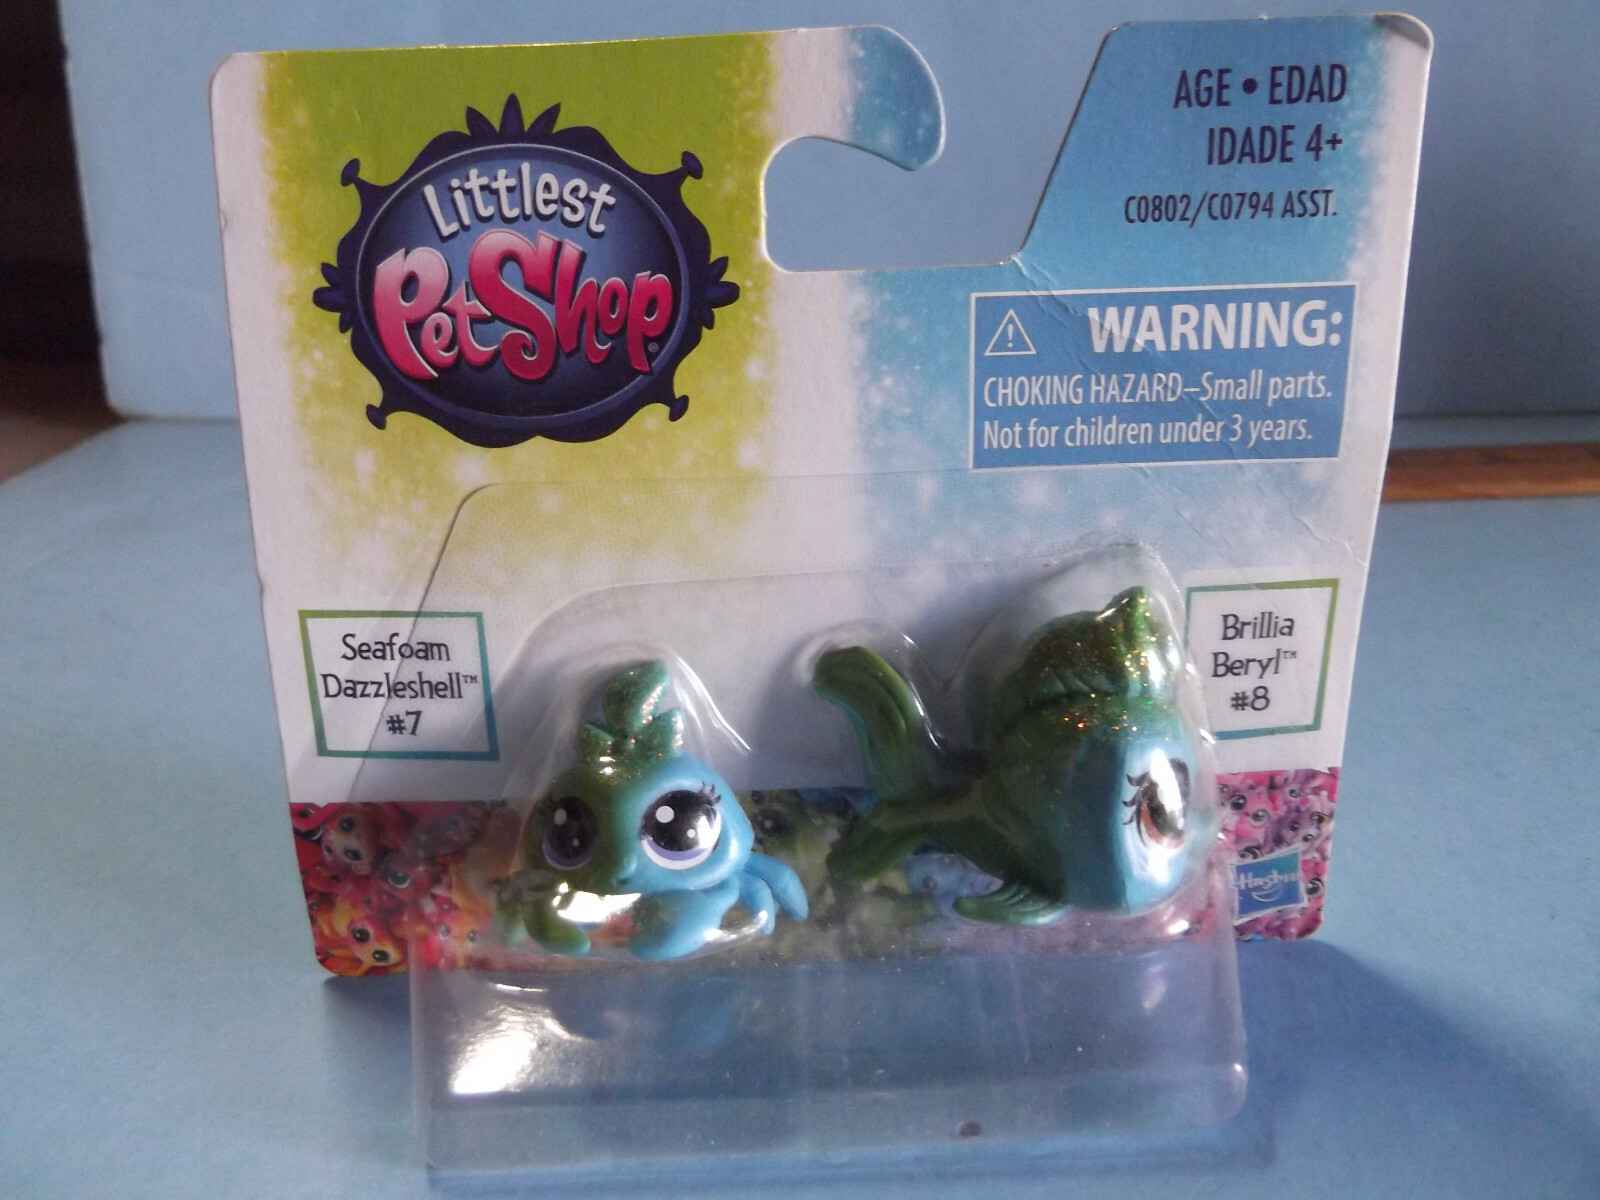 Littlest
PetShop
AGE • EDAD
IDADE 4+
C0802/C0794 ASST.
WARNING:
CHOKING HAZARD–Small parts.
Not for children under 3 years.
Seafoam
Dazzleshell™
#7
Brillia
Beryl™
#8
Hasbro